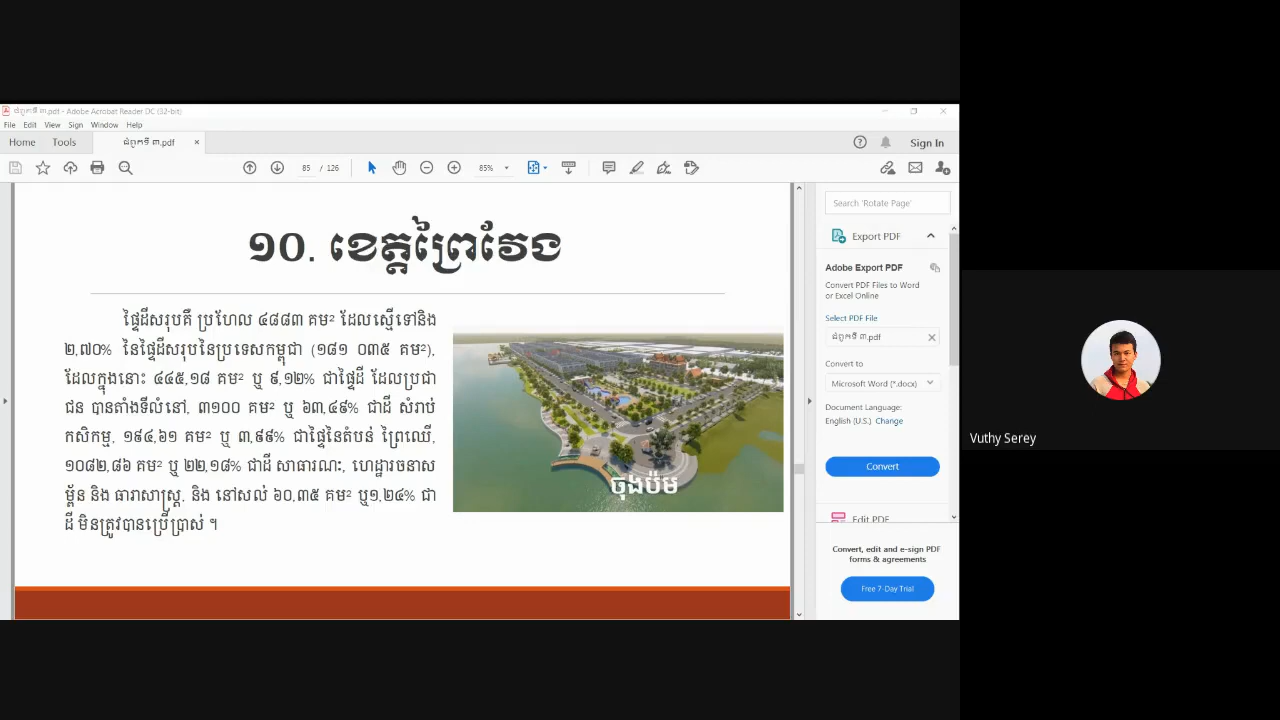 ជំពូកទី ៣.pdf - Adobe Acrobat Reader DC (32-bit)
File Edit View Sign Window Help
Home Tools ជំពូកទី ៣.pdf × Sign In
85 / 126 85%
១០. ខេត្តព្រៃវែង
ផ្ទៃដីសរុបគឺ ប្រហែល ៤៨៨៣ គម² ដែលស្មើទៅនិង
២,៧០% នៃផ្ទៃដីសរុបនៃប្រទេសកម្ពុជា (១៨១ ០៣៥ គម²),
ដែលក្នុងនោះ ៤៤៥,១៨ គម² ឬ ៩,១២% ជាផ្ទៃដី ដែលប្រជា
ជន បានតាំងទីលំនៅ, ៣១០០ គម² ឬ ៦៣,៤៩% ជាដី សំរាប់
កសិកម្ម, ១៩៤,៦១ គម² ឬ ៣,៩៩% ជាផ្ទៃនៃតំបន់ ព្រៃឈើ,
១០៨២,៨៦ គម² ឬ ២២,១៨% ជាដី សាធារណៈ, ហេដ្ឋារចនាស
ម្ព័ន និង ធារាសាស្ត្រ, និង នៅសល់ ៦០,៣៥ គម² ឬ១,២៤% ជា
ដី មិនត្រូវបានប្រើប្រាស់ ។
ចុងប៉ម
Search 'Rotate Page'
Export PDF
Adobe Export PDF
Convert PDF Files to Word
or Excel Online
Select PDF File
ជំពូកទី ៣.pdf
Convert to
Microsoft Word (*.docx)
Document Language:
English (U.S.) Change
Convert
Edit PDF
Convert, edit and e-sign PDF
forms & agreements
Free 7-Day Trial
Vuthy Serey